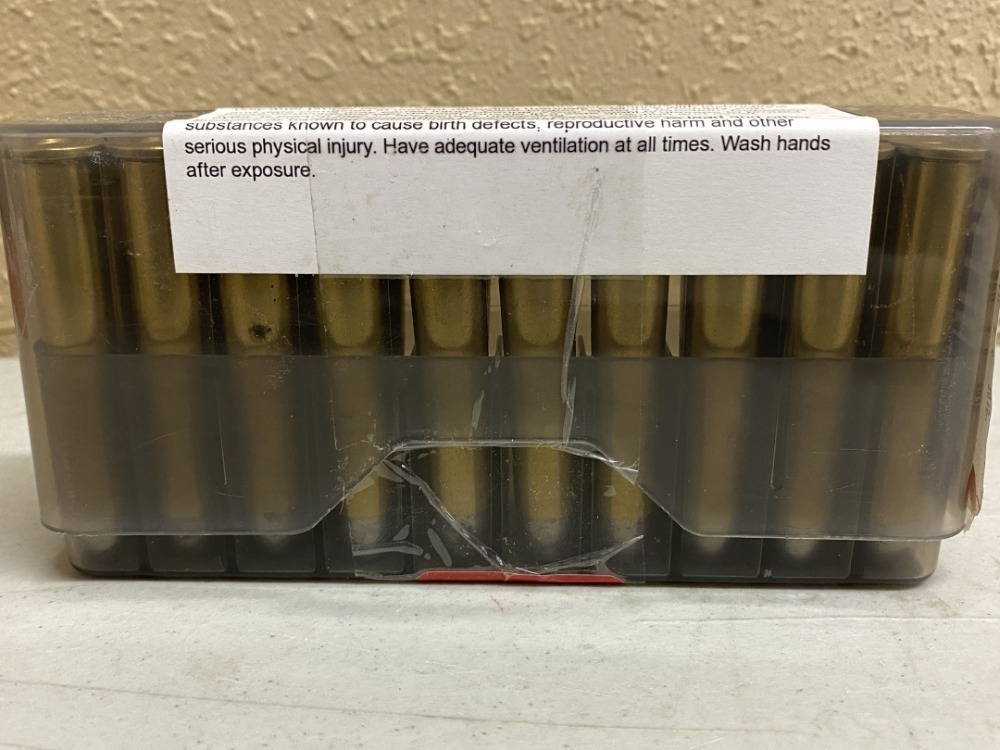 substances known to cause birth defects, reproductive harm and other
serious physical injury. Have adequate ventilation at all times. Wash hands
after exposure.